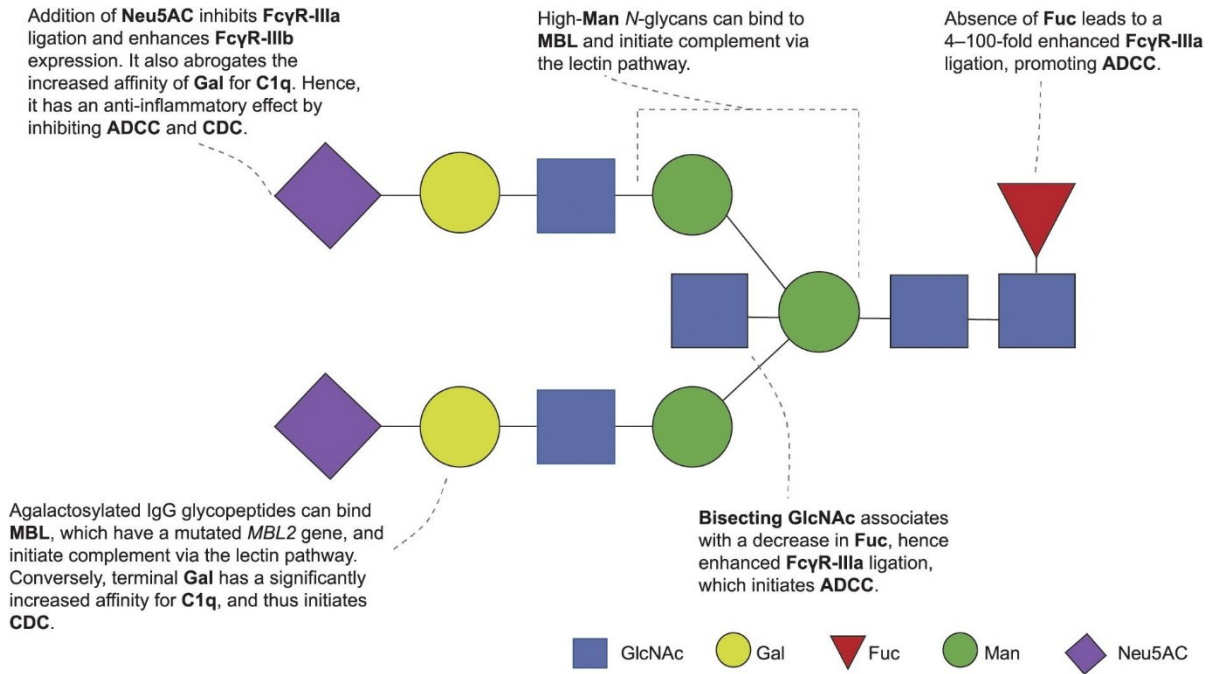 Addition of Neu5AC inhibits FcγR-IIIa
ligation and enhances FcγR-IIIb
expression. It also abrogates the
increased affinity of Gal for C1q. Hence,
it has an anti-inflammatory effect by
inhibiting ADCC and CDC.
High-Man N-glycans can bind to
MBL and initiate complement via
the lectin pathway.
Absence of Fuc leads to a
4–100-fold enhanced FcγR-IIIa
ligation, promoting ADCC.
Agalactosylated IgG glycopeptides can bind
MBL, which have a mutated MBL2 gene, and
initiate complement via the lectin pathway.
Conversely, terminal Gal has a significantly
increased affinity for C1q, and thus initiates
CDC.
Bisecting GlcNAc associates
with a decrease in Fuc, hence
enhanced FcγR-IIIa ligation,
which initiates ADCC.
GlcNAc
Gal
Fuc
Man
Neu5AC